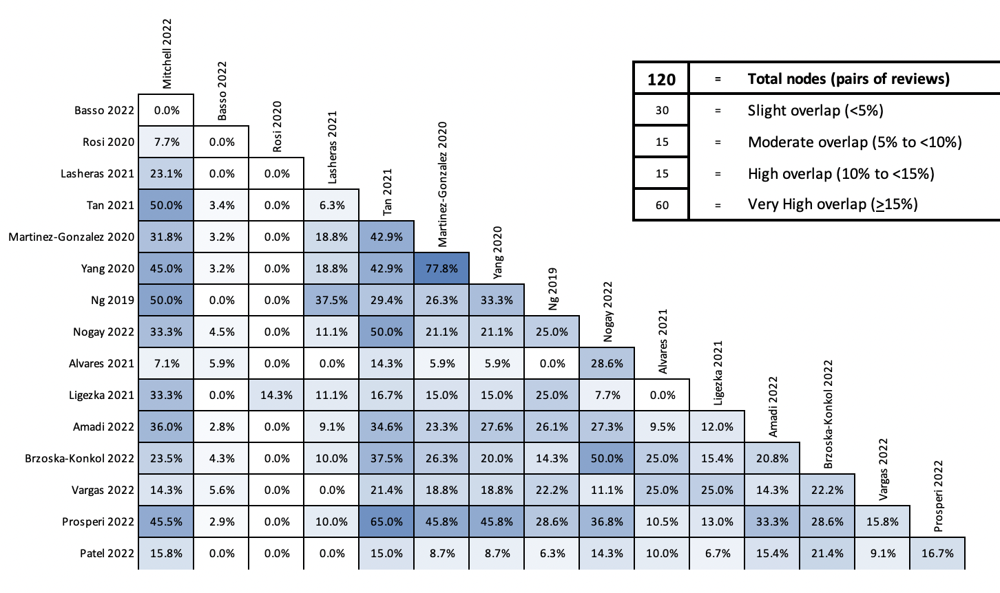 Mitchell 2022
Basso 2022
Rosi 2020
Lasheras 2021
Tan 2021
Martinez-Gonzalez 2020
Yang 2020
Ng 2019
Nogay 2022
Alvares 2021
Ligezka 2021
Amadi 2022
Brzoska-Konkol 2022
Vargas 2022
Prosperi 2022
120 = Total nodes (pairs of reviews)
30 = Slight overlap (<5%)
15 = Moderate overlap (5% to <10%)
15 = High overlap (10% to <15%)
60 = Very High overlap (≥15%)
Basso 2022 0.0%
Rosi 2020 7.7% 0.0%
Lasheras 2021 23.1% 0.0% 0.0%
Tan 2021 50.0% 3.4% 0.0% 6.3%
Martinez-Gonzalez 2020 31.8% 3.2% 0.0% 18.8% 42.9%
Yang 2020 45.0% 3.2% 0.0% 18.8% 42.9% 77.8%
Ng 2019 50.0% 0.0% 0.0% 37.5% 29.4% 26.3% 33.3%
Nogay 2022 33.3% 4.5% 0.0% 11.1% 50.0% 21.1% 21.1% 25.0%
Alvares 2021 7.1% 5.9% 0.0% 0.0% 14.3% 5.9% 5.9% 0.0% 28.6%
Ligezka 2021 33.3% 0.0% 14.3% 11.1% 16.7% 15.0% 15.0% 25.0% 7.7% 0.0%
Amadi 2022 36.0% 2.8% 0.0% 9.1% 34.6% 23.3% 27.6% 26.1% 27.3% 9.5% 12.0%
Brzoska-Konkol 2022 23.5% 4.3% 0.0% 10.0% 37.5% 26.3% 20.0% 14.3% 50.0% 25.0% 15.4% 20.8%
Vargas 2022 14.3% 5.6% 0.0% 0.0% 21.4% 18.8% 18.8% 22.2% 11.1% 25.0% 25.0% 14.3% 22.2%
Prosperi 2022 45.5% 2.9% 0.0% 10.0% 65.0% 45.8% 45.8% 28.6% 36.8% 10.5% 13.0% 33.3% 28.6% 15.8%
Patel 2022 15.8% 0.0% 0.0% 0.0% 15.0% 8.7% 8.7% 6.3% 14.3% 10.0% 6.7% 15.4% 21.4% 9.1% 16.7%